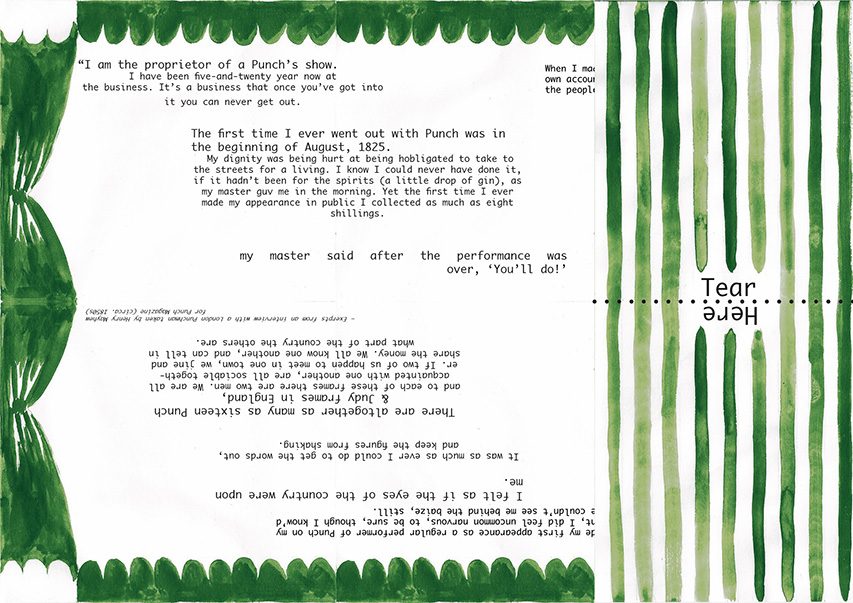 “I am the proprietor of a Punch’s show.
I have been five-and-twenty year now at
the business. It’s a business that once you’ve got into
it you can never get out.
When I mad
own accoun
the people
The first time I ever went out with Punch was in
the beginning of August, 1825.
My dignity was being hurt at being hobligated to take to
the streets for a living. I know I could never have done it,
if it hadn’t been for the spirits (a little drop of gin), as
my master guv me in the morning. Yet the first time I ever
made my appearance in public I collected as much as eight
shillings.
my master said after the performance was
over, ‘You’ll do!’
Tear
Here
de my first appearance as a regular performer of Punch on my
nt, I did feel uncommon narvous, to be sure, though I know’d
e couldn’t see me behind the baize, still.
I felt as if the eyes of the country were upon
me.
It was as much as ever I could do to get the words out,
and keep the figures from shaking.
There are altogether as many as sixteen Punch
& Judy frames in England,
and to each of these frames there are two men. We are all
acquainted with one another, are all sociable togeth-
er. If two of us happen to meet in one town, we jine and
share the money. We all know one another, and can tell in
what part of the country the others are.
– Exerpts from an interview with a London Punchman taken by Henry Mayhew
for Punch Magazine (circa. 1850s)